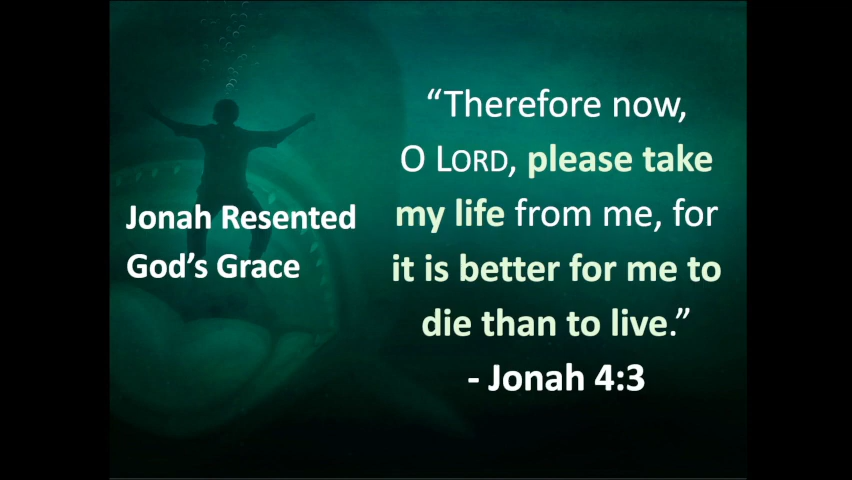 Jonah Resented
God’s Grace
“Therefore now,
O LORD, please take
my life from me, for
it is better for me to
die than to live.”
- Jonah 4:3